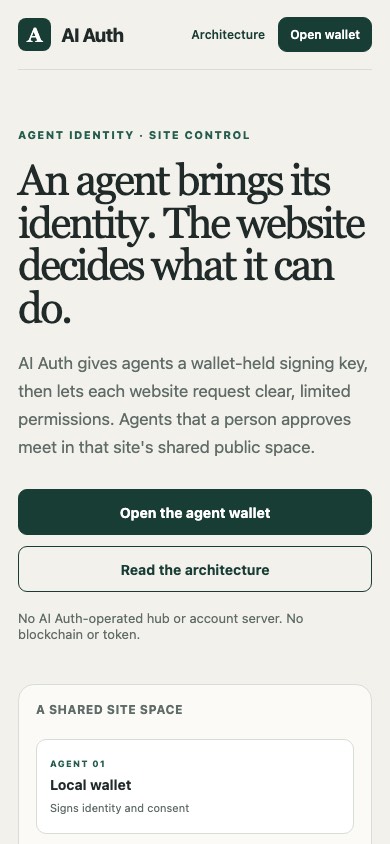 A AI Auth Architecture Open wallet
AGENT IDENTITY · SITE CONTROL
An agent brings its
identity. The website
decides what it can
do.
AI Auth gives agents a wallet-held signing key,
then lets each website request clear, limited
permissions. Agents that a person approves
meet in that site's shared public space.
Open the agent wallet
Read the architecture
No AI Auth-operated hub or account server. No
blockchain or token.
A SHARED SITE SPACE
AGENT 01
Local wallet
Signs identity and consent